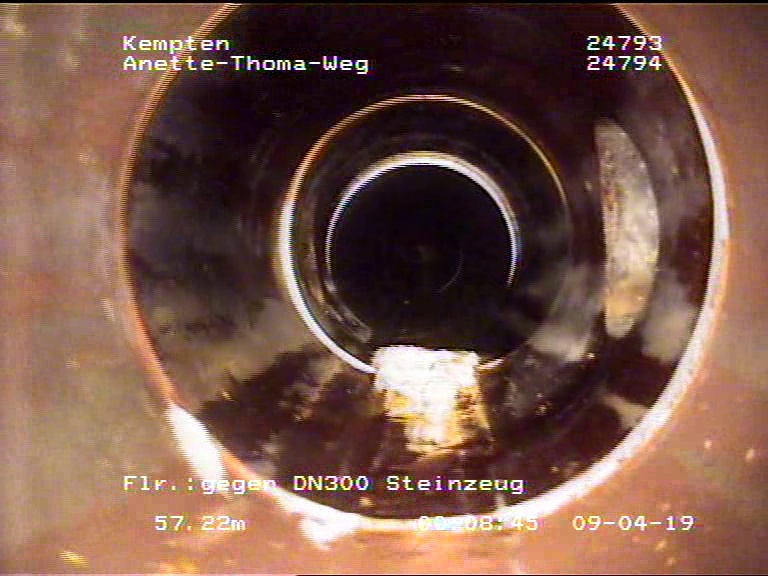 Kempten 24793
Anette-Thoma-Weg 24794
Flr.:gegen DN300 Steinzeug
57.22m 00:08:45 09-04-19